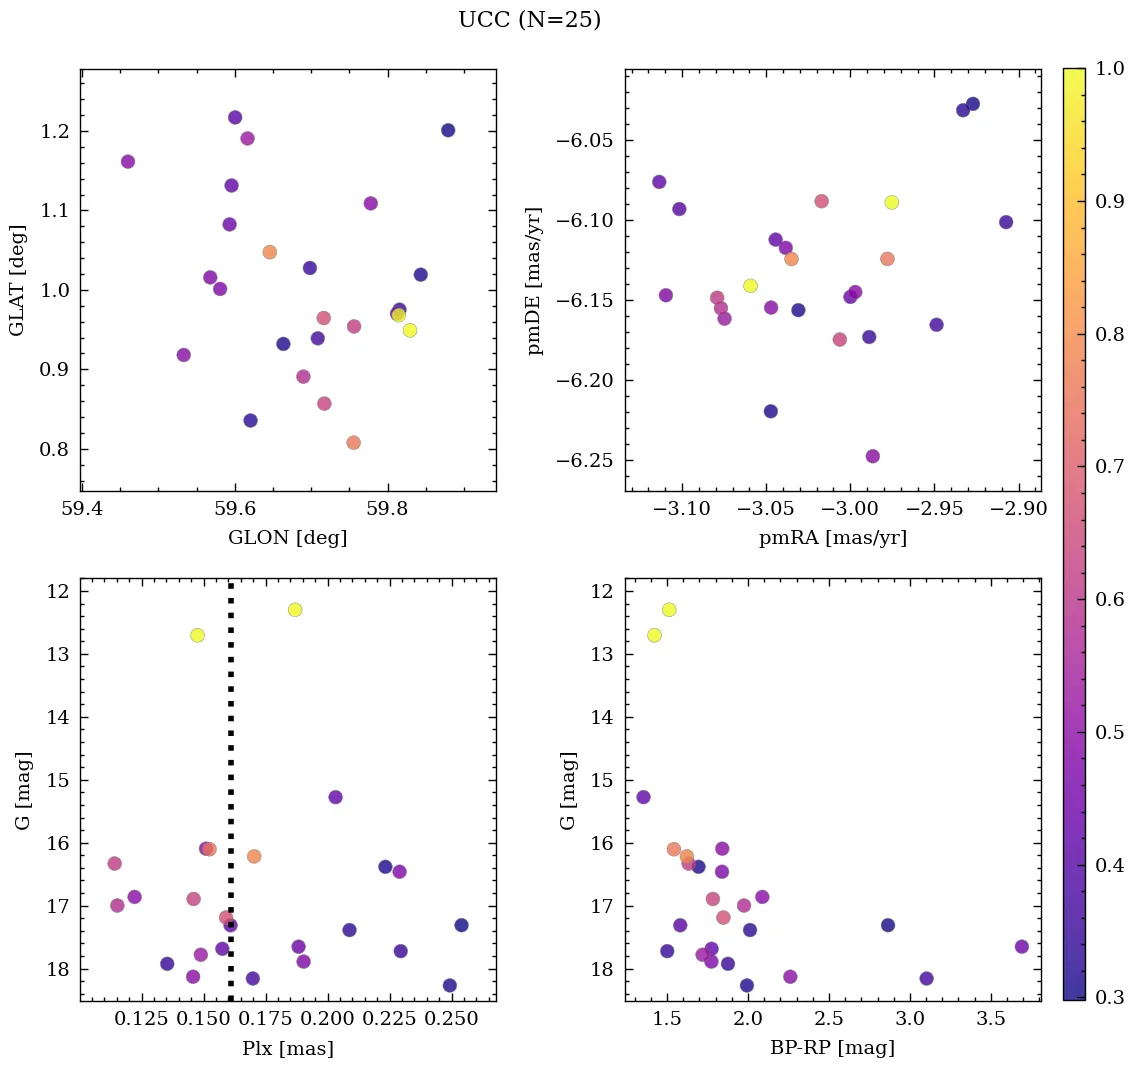 UCC (N=25)
1.2
1.1
1.0
0.9
0.8
GLAT [deg]
59.4 59.6 59.8
GLON [deg]
−6.05
−6.10
−6.15
−6.20
−6.25
pmDE [mas/yr]
−3.10 −3.05 −3.00 −2.95 −2.90
pmRA [mas/yr]
12
13
14
15
16
17
18
G [mag]
0.125 0.150 0.175 0.200 0.225 0.250
Plx [mas]
12
13
14
15
16
17
18
G [mag]
1.5 2.0 2.5 3.0 3.5
BP-RP [mag]
1.0
0.9
0.8
0.7
0.6
0.5
0.4
0.3